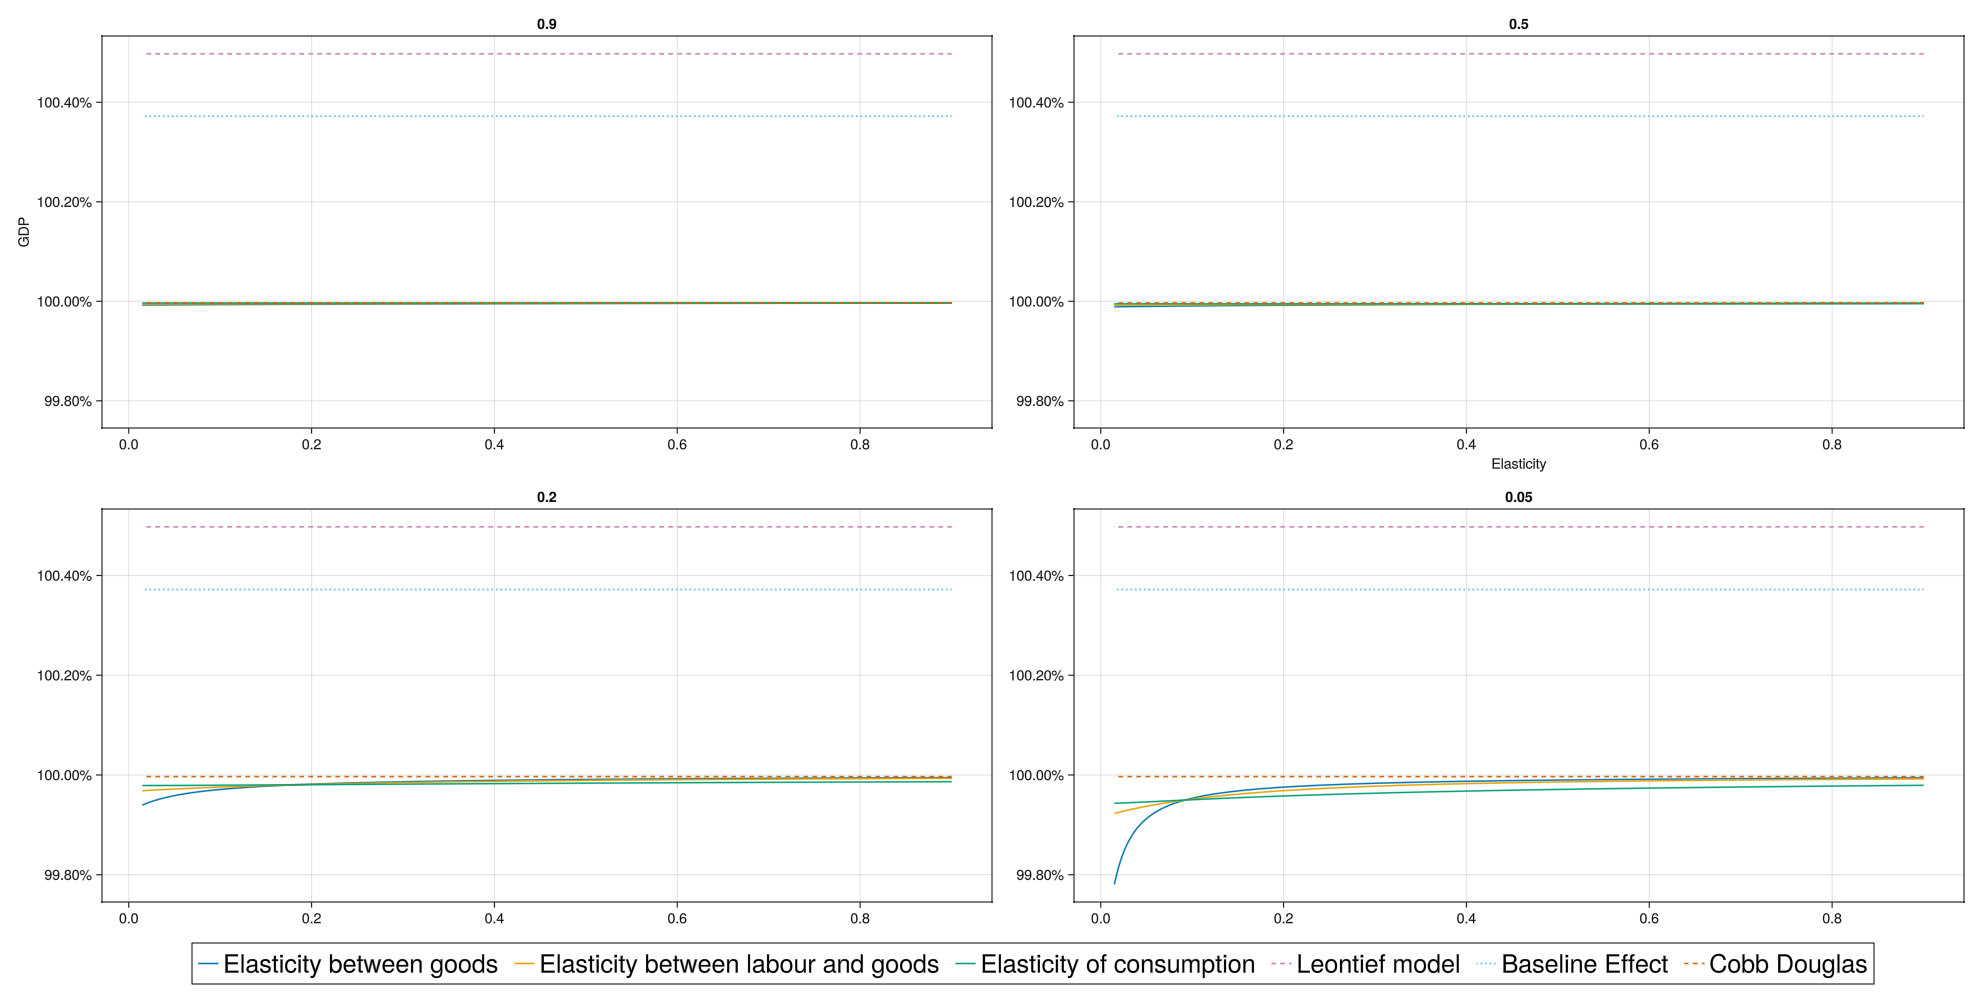 0.9
100.40%
100.20%
100.00%
99.80%
GDP
0.0 0.2 0.4 0.6 0.8
0.5
100.40%
100.20%
100.00%
99.80%
0.0 0.2 0.4 0.6 0.8
Elasticity
0.2
100.40%
100.20%
100.00%
99.80%
0.0 0.2 0.4 0.6 0.8
0.05
100.40%
100.20%
100.00%
99.80%
0.0 0.2 0.4 0.6 0.8
Elasticity between goods Elasticity between labour and goods Elasticity of consumption Leontief model Baseline Effect Cobb Douglas